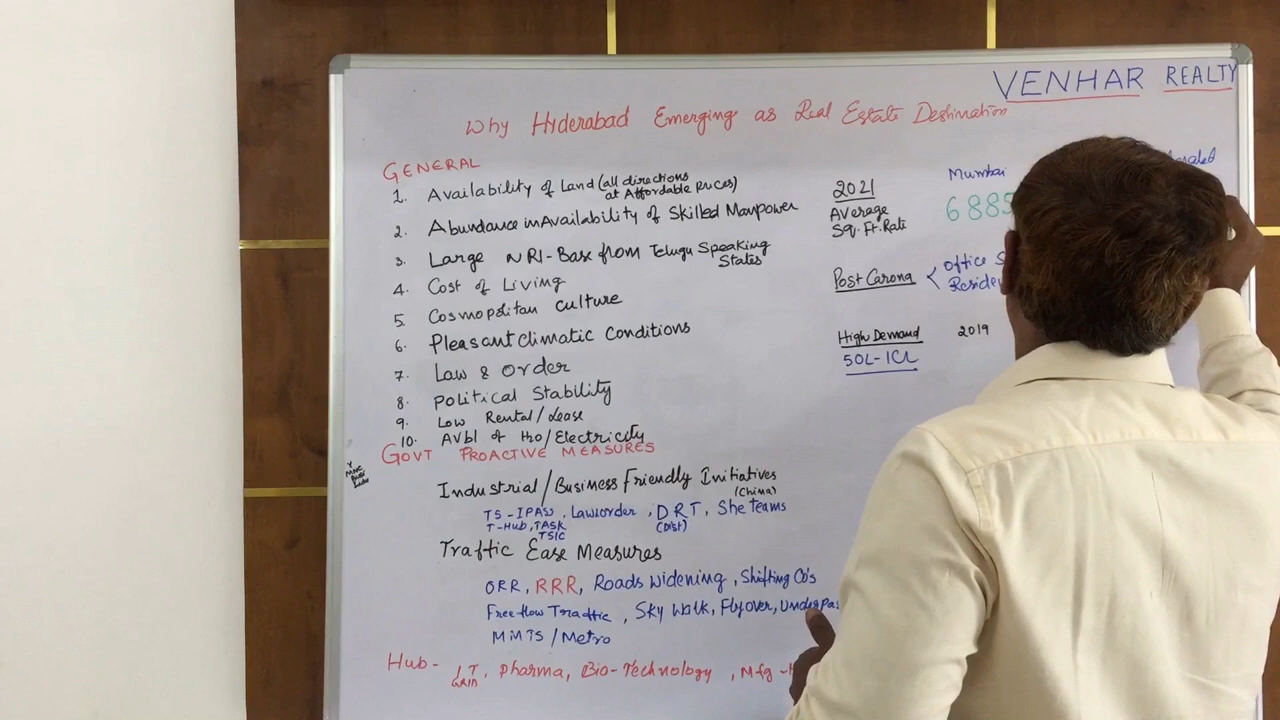 VENHAR REALTY
Why Hyderabad Emerging as Real Estate Destination
GENERAL
1. Availability of Land (all directions
at Affordable Prices)
2. Abundance in Availability of Skilled Manpower
3. Large NRI-Base from Telugu Speaking
States
4. Cost of Living
5. Cosmopolitan Culture
6. Pleasant Climatic Conditions
7. Law & Order
8. Political Stability
9. Low Rental/Lease
10. Avbl of H2O/Electricity
2021
Average
Sq. Ft. Rate
Mumbai
6885
Post Carona < Office S
Reside
High Demand 2019
50L-1Cr
GOVT PROACTIVE MEASURES
Industrial/Business Friendly Initiatives
(China)
TS-IPASS, Law&order, DRT, She Teams
T-Hub, TASK (Dist)
TSIC
Traffic Ease Measures
ORR, RRR, Roads Widening, Shifting Co's
Free flow Traffic, Sky Walk, Flyover, Underpas
MMTS/Metro
Hub- IT, Pharma, Bio-Technology, Mfg-
GRID